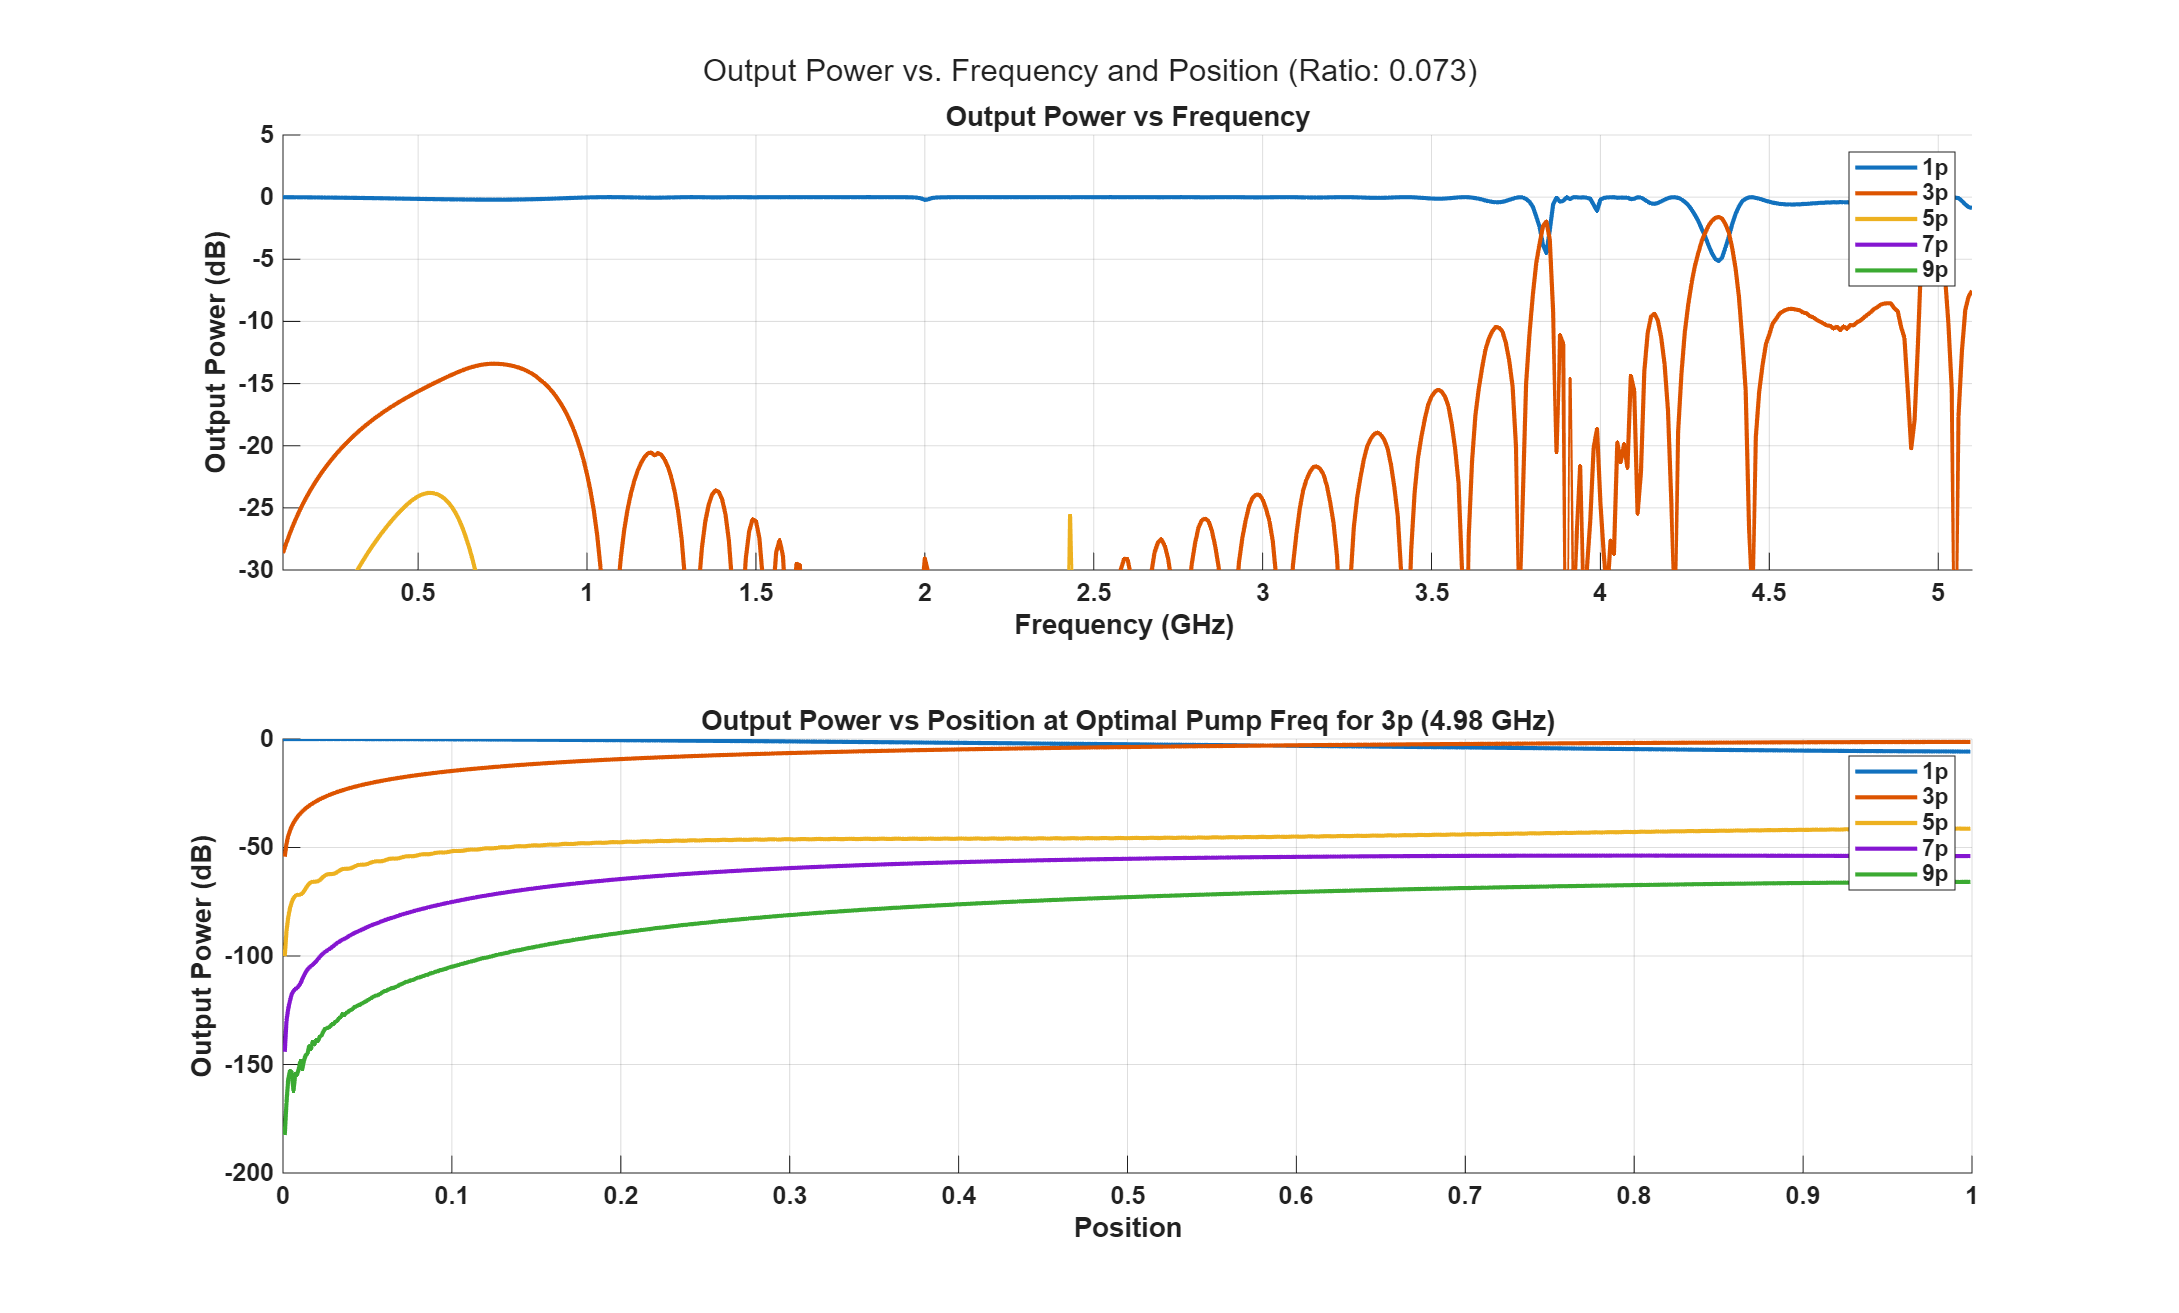 Output Power vs. Frequency and Position (Ratio: 0.073)
Output Power vs Frequency
Output Power (dB)
5
0
-5
-10
-15
-20
-25
-30
0.5
1
1.5
2
2.5
3
3.5
4
4.5
5
Frequency (GHz)
1p
3p
5p
7p
9p
Output Power vs Position at Optimal Pump Freq for 3p (4.98 GHz)
Output Power (dB)
0
-50
-100
-150
-200
0
0.1
0.2
0.3
0.4
0.5
0.6
0.7
0.8
0.9
1
Position
1p
3p
5p
7p
9p